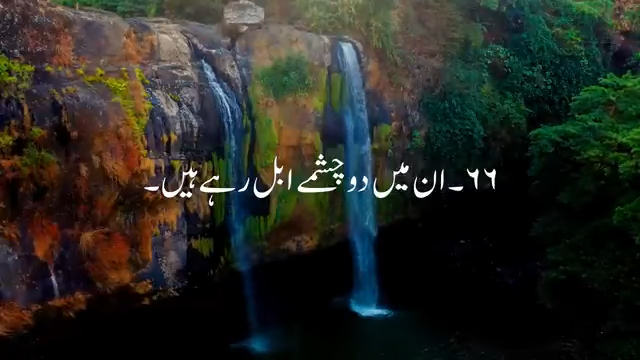 ٦٦۔ ان میں دو چشمے ابل رہے ہیں۔